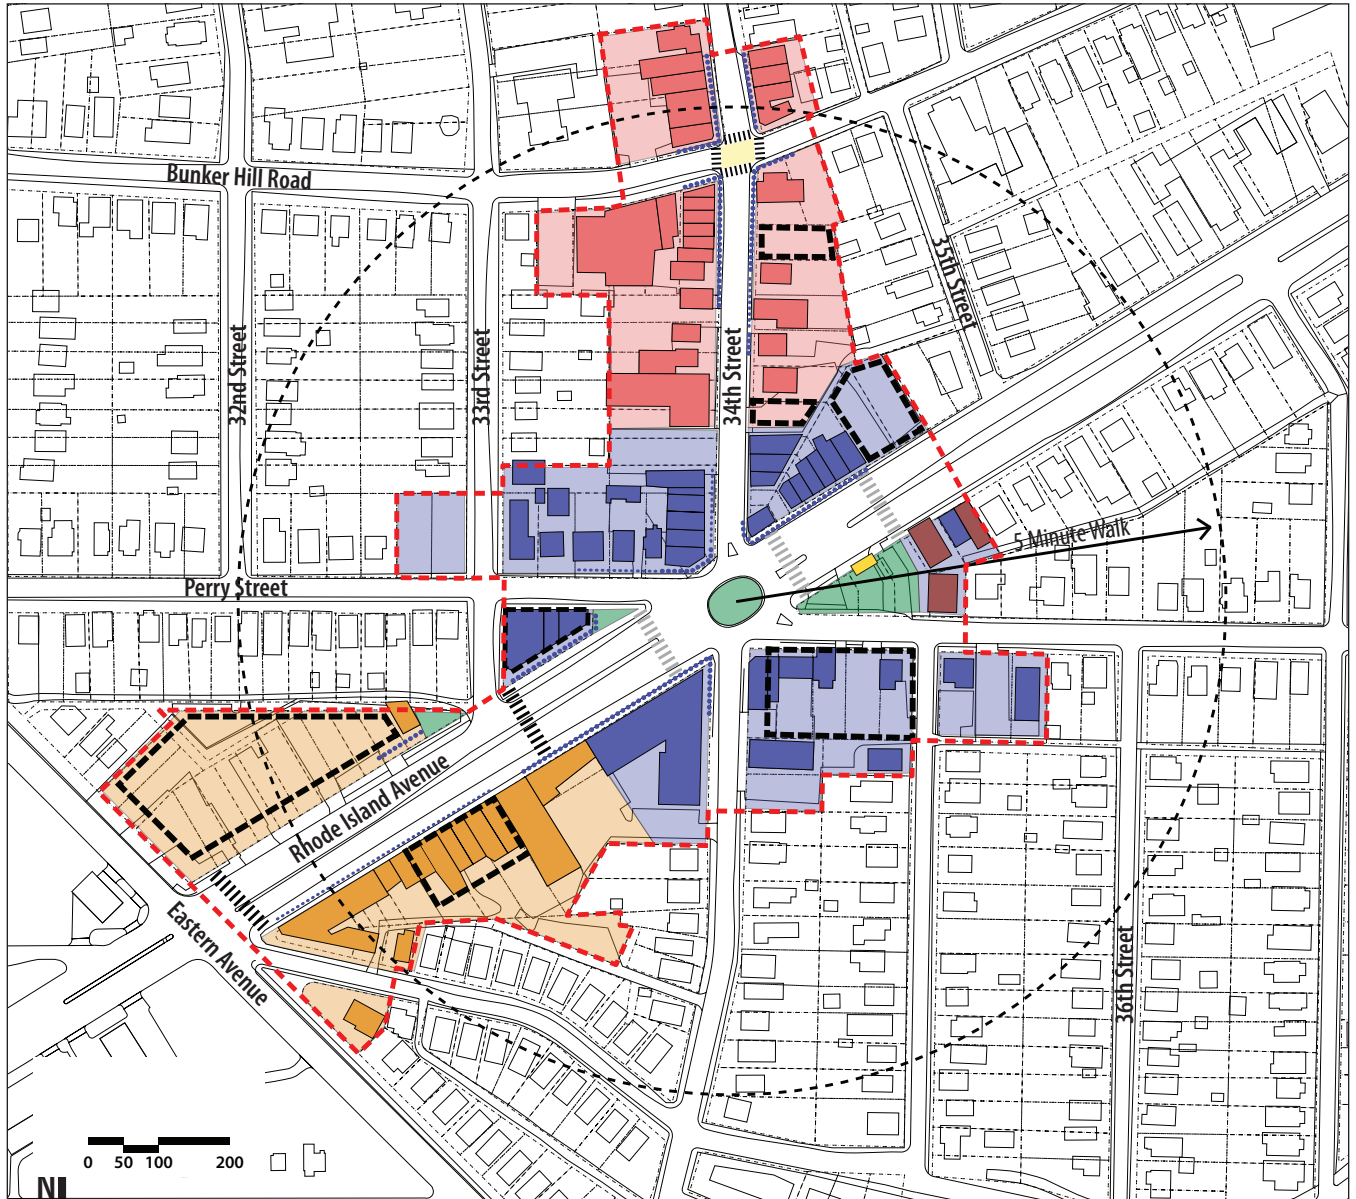 Bunker Hill Road
35th Street
32nd Street
33rd Street
34th Street
5 Minute Walk
Perry Street
Rhode Island Avenue
Eastern Avenue
36th Street
0 50 100 200
N